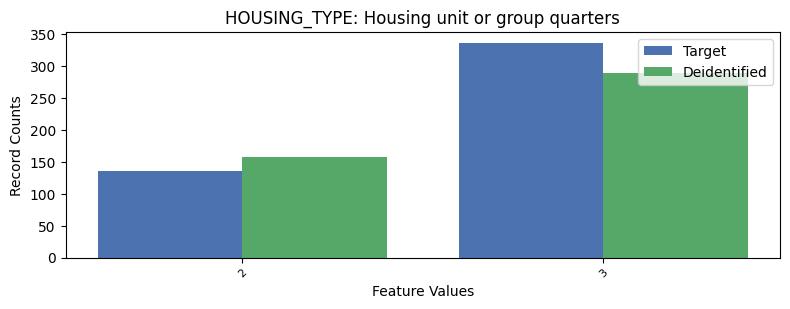 HOUSING_TYPE: Housing unit or group quarters
Target
Deidentified
Record Counts
350
300
250
200
150
100
50
0
2
3
Feature Values